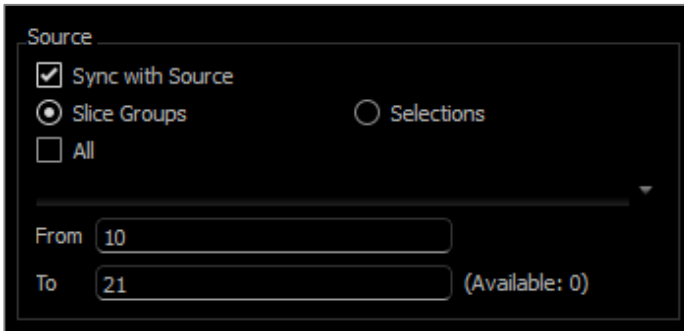 Source
Sync with Source
Slice Groups Selections
All
From 10
To 21 (Available: 0)